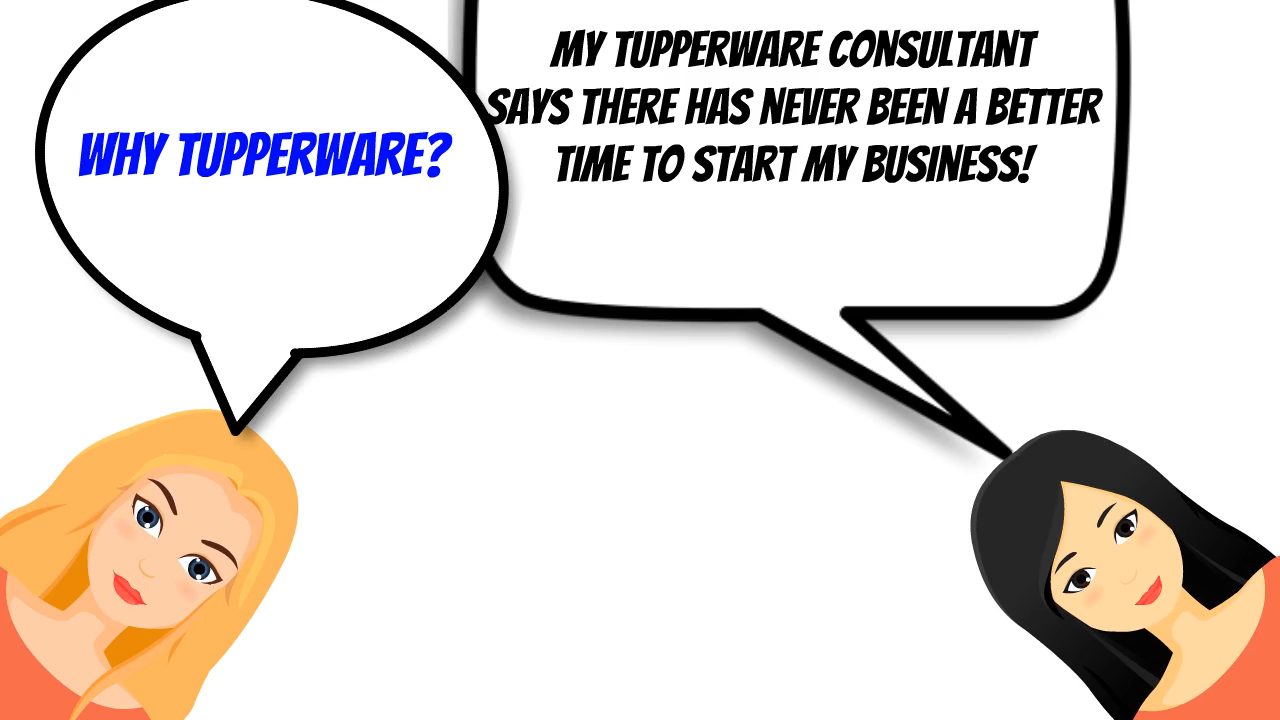 WHY TUPPERWARE?
MY TUPPERWARE CONSULTANT
SAYS THERE HAS NEVER BEEN A BETTER
TIME TO START MY BUSINESS!